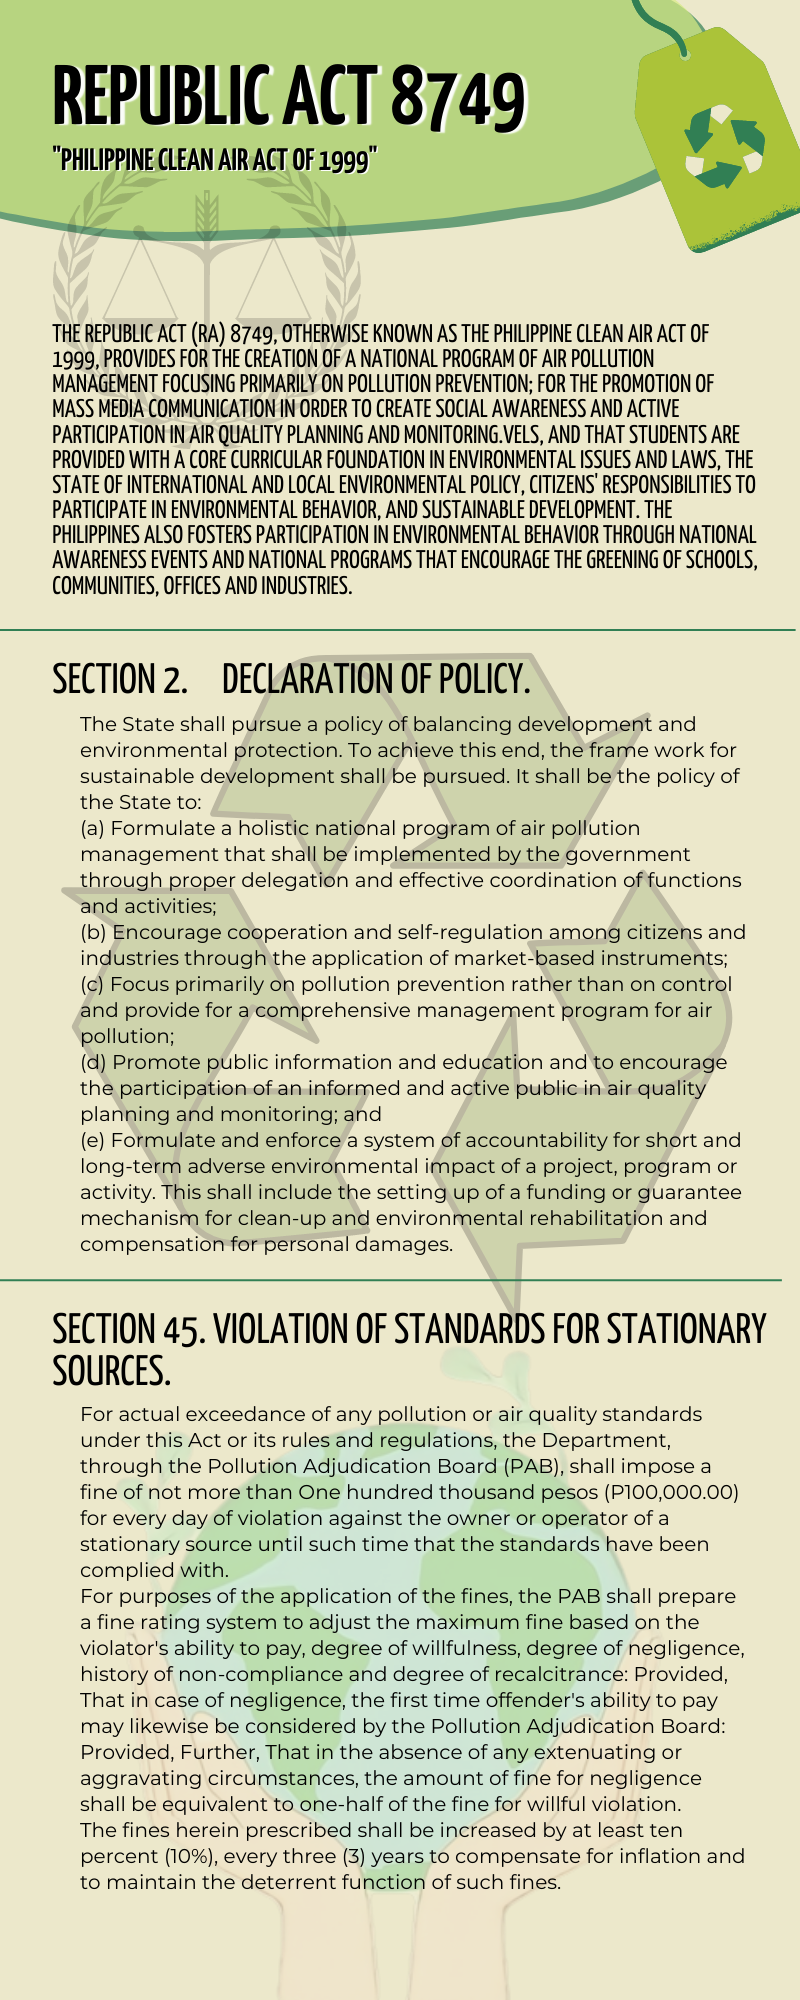 REPUBLIC ACT 8749
"PHILIPPINE CLEAN AIR ACT OF 1999"
THE REPUBLIC ACT (RA) 8749, OTHERWISE KNOWN AS THE PHILIPPINE CLEAN AIR ACT OF
1999, PROVIDES FOR THE CREATION OF A NATIONAL PROGRAM OF AIR POLLUTION
MANAGEMENT FOCUSING PRIMARILY ON POLLUTION PREVENTION; FOR THE PROMOTION OF
MASS MEDIA COMMUNICATION IN ORDER TO CREATE SOCIAL AWARENESS AND ACTIVE
PARTICIPATION IN AIR QUALITY PLANNING AND MONITORING.VELS, AND THAT STUDENTS ARE
PROVIDED WITH A CORE CURRICULAR FOUNDATION IN ENVIRONMENTAL ISSUES AND LAWS, THE
STATE OF INTERNATIONAL AND LOCAL ENVIRONMENTAL POLICY, CITIZENS' RESPONSIBILITIES TO
PARTICIPATE IN ENVIRONMENTAL BEHAVIOR, AND SUSTAINABLE DEVELOPMENT. THE
PHILIPPINES ALSO FOSTERS PARTICIPATION IN ENVIRONMENTAL BEHAVIOR THROUGH NATIONAL
AWARENESS EVENTS AND NATIONAL PROGRAMS THAT ENCOURAGE THE GREENING OF SCHOOLS,
COMMUNITIES, OFFICES AND INDUSTRIES.
SECTION 2. DECLARATION OF POLICY.
The State shall pursue a policy of balancing development and
environmental protection. To achieve this end, the frame work for
sustainable development shall be pursued. It shall be the policy of
the State to:
(a) Formulate a holistic national program of air pollution
management that shall be implemented by the government
through proper delegation and effective coordination of functions
and activities;
(b) Encourage cooperation and self-regulation among citizens and
industries through the application of market-based instruments;
(c) Focus primarily on pollution prevention rather than on control
and provide for a comprehensive management program for air
pollution;
(d) Promote public information and education and to encourage
the participation of an informed and active public in air quality
planning and monitoring; and
(e) Formulate and enforce a system of accountability for short and
long-term adverse environmental impact of a project, program or
activity. This shall include the setting up of a funding or guarantee
mechanism for clean-up and environmental rehabilitation and
compensation for personal damages.
SECTION 45. VIOLATION OF STANDARDS FOR STATIONARY
SOURCES.
For actual exceedance of any pollution or air quality standards
under this Act or its rules and regulations, the Department,
through the Pollution Adjudication Board (PAB), shall impose a
fine of not more than One hundred thousand pesos (P100,000.00)
for every day of violation against the owner or operator of a
stationary source until such time that the standards have been
complied with.
For purposes of the application of the fines, the PAB shall prepare
a fine rating system to adjust the maximum fine based on the
violator's ability to pay, degree of willfulness, degree of negligence,
history of non-compliance and degree of recalcitrance: Provided,
That in case of negligence, the first time offender's ability to pay
may likewise be considered by the Pollution Adjudication Board:
Provided, Further, That in the absence of any extenuating or
aggravating circumstances, the amount of fine for negligence
shall be equivalent to one-half of the fine for willful violation.
The fines herein prescribed shall be increased by at least ten
percent (10%), every three (3) years to compensate for inflation and
to maintain the deterrent function of such fines.